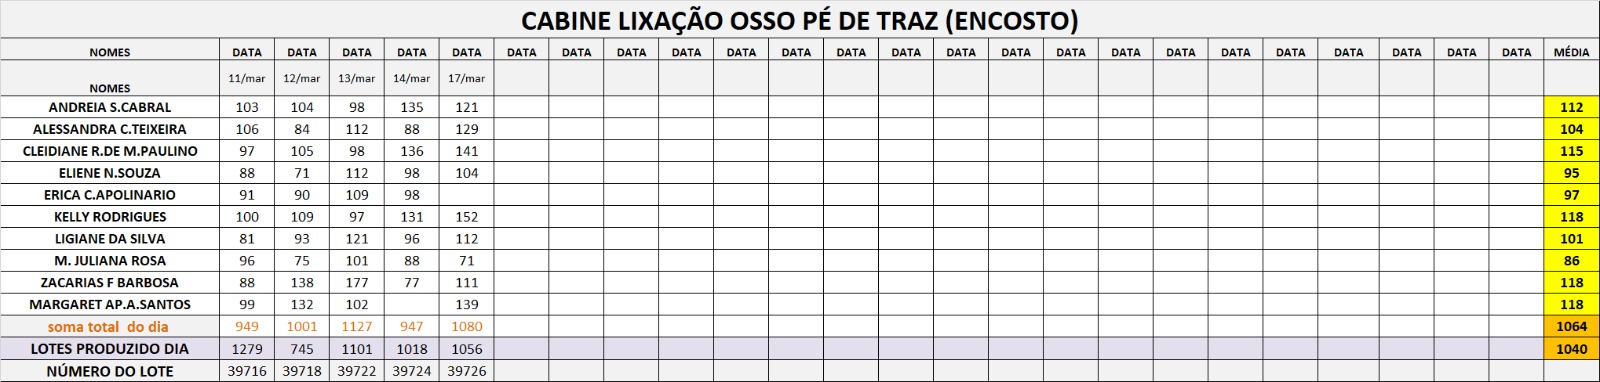 CABINE LIXAÇÃO OSSO PÉ DE TRAZ (ENCOSTO)
NOMES DATA DATA DATA DATA DATA DATA DATA DATA DATA DATA DATA DATA DATA DATA DATA DATA DATA DATA DATA DATA DATA DATA DATA DATA MÉDIA
NOMES 11/mar 12/mar 13/mar 14/mar 17/mar
ANDREIA S.CABRAL 103 104 98 135 121 112
ALESSANDRA C.TEIXEIRA 106 84 112 88 129 104
CLEIDIANE R.DE M.PAULINO 97 105 98 136 141 115
ELIENE N.SOUZA 88 71 112 98 104 95
ERICA C.APOLINARIO 91 90 109 98 97
KELLY RODRIGUES 100 109 97 131 152 118
LIGIANE DA SILVA 81 93 121 96 112 101
M. JULIANA ROSA 96 75 101 88 71 86
ZACARIAS F BARBOSA 88 138 177 77 111 118
MARGARET AP.A.SANTOS 99 132 102 139 118
soma total do dia 949 1001 1127 947 1080 1064
LOTES PRODUZIDO DIA 1279 745 1101 1018 1056 1040
NÚMERO DO LOTE 39716 39718 39722 39724 39726